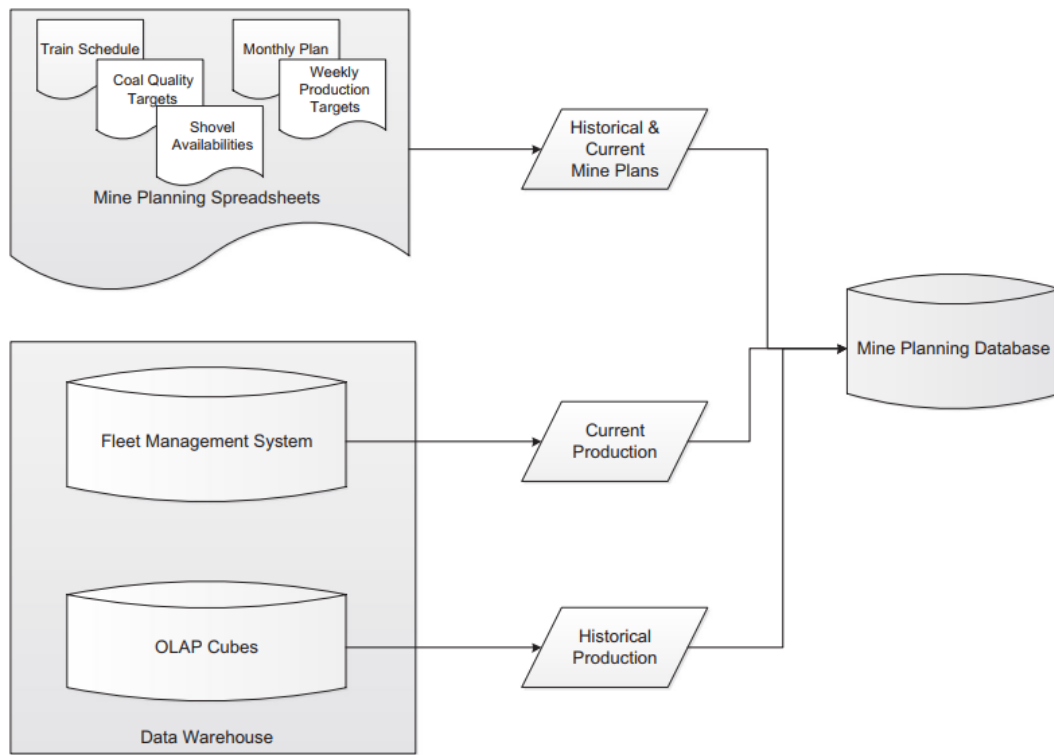 Train Schedule
Coal Quality
Targets
Shovel
Availabilities
Monthly Plan
Weekly
Production
Targets
Mine Planning Spreadsheets
Historical &
Current
Mine Plans
Mine Planning Database
Fleet Management System
Current
Production
OLAP Cubes
Historical
Production
Data Warehouse